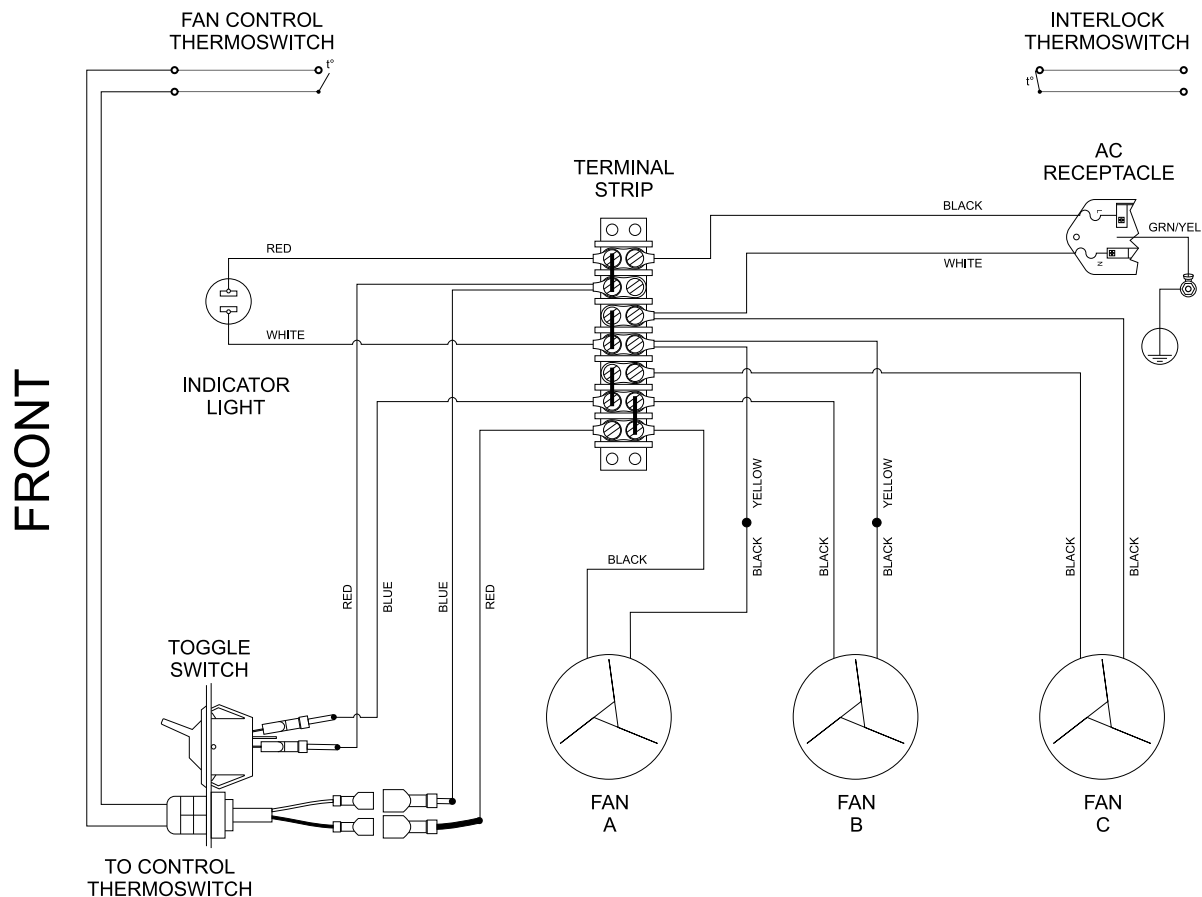 FAN CONTROL
THERMOSWITCH
t°
INTERLOCK
THERMOSWITCH
t°
AC
RECEPTACLE
TERMINAL
STRIP
BLACK
L
GRN/YEL
RED
WHITE
N
WHITE
INDICATOR
LIGHT
FRONT
YELLOW
YELLOW
BLACK
BLACK
BLACK
BLACK
BLACK
BLACK
RED
BLUE
BLUE
RED
TOGGLE
SWITCH
FAN
A
FAN
B
FAN
C
TO CONTROL
THERMOSWITCH